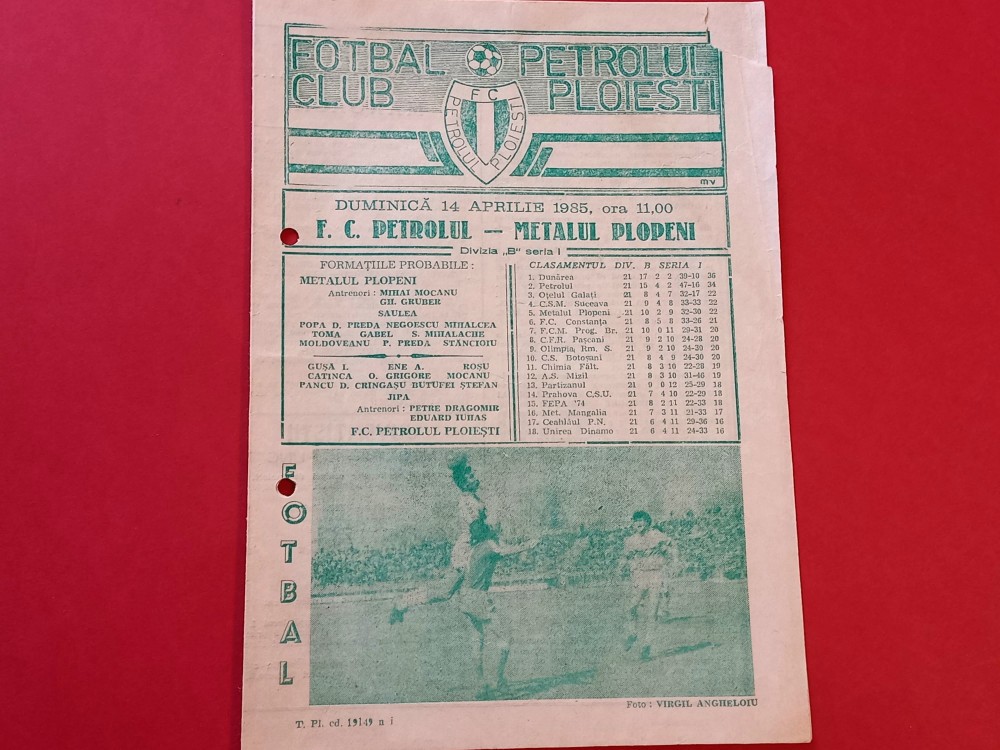 FOTBAL PETROLUL
CLUB PLOIESTI
F C
PETROLUL PLOIEȘTI
mv
DUMINICĂ 14 APRILIE 1985, ora 11,00
F. C. PETROLUL — METALUL PLOPENI
Divizia „B" seria I
FORMAȚIILE PROBABILE :
METALUL PLOPENI
Antrenori : MIHAI MOCANU
GH. GRUBER
SAULEA
POPA D. PREDA NEGOESCU MIHALCEA
TOMA GABEL S. MIHALACHE
MOLDOVEANU P. PREDA STĂNCIOIU
GUȘA I. ENE A. ROȘU
CATINCA O. GRIGORE MOCANU
PANCU D. CRÎNGAȘU BUTUFEI ȘTEFAN
JIPA
Antrenori : PETRE DRAGOMIR
EDUARD IUHAS
F.C. PETROLUL PLOIEȘTI
CLASAMENTUL DIV. B SERIA I
1. Dunărea 21 17 2 2 39-10 36
2. Petrolul 21 15 4 2 47-16 34
3. Oțelul Galați 21 8 4 7 32-17 22
4. C.S.M. Suceava 21 9 4 8 33-33 22
5. Metalul Plopeni 21 10 2 9 32-30 22
6. F.C. Constanța 21 8 5 8 33-26 21
7. F.C.M. Prog. Br. 21 10 0 11 29-31 20
8. C.F.R. Pașcani 21 9 2 10 24-28 20
9. Olimpia, Rm. S. 21 9 2 10 24-30 20
10. C.S. Botoșani 21 8 4 9 24-30 20
11. Chimia Fălt. 21 8 3 10 22-28 19
12. A.S. Mizil 21 8 3 10 31-46 19
13. Partizanul 21 9 0 12 25-29 18
14. Prahova C.S.U. 21 7 4 10 22-29 18
15. FEPA '74 21 8 2 11 22-33 18
16. Met. Mangalia 21 7 3 11 21-33 17
17. Ceahlăul P.N. 21 6 4 11 29-36 16
18. Unirea Dinamo 21 6 4 11 24-33 16
FOTBAL
Foto : VIRGIL ANGHELOIU
T. Pl. cd. 19149 n i